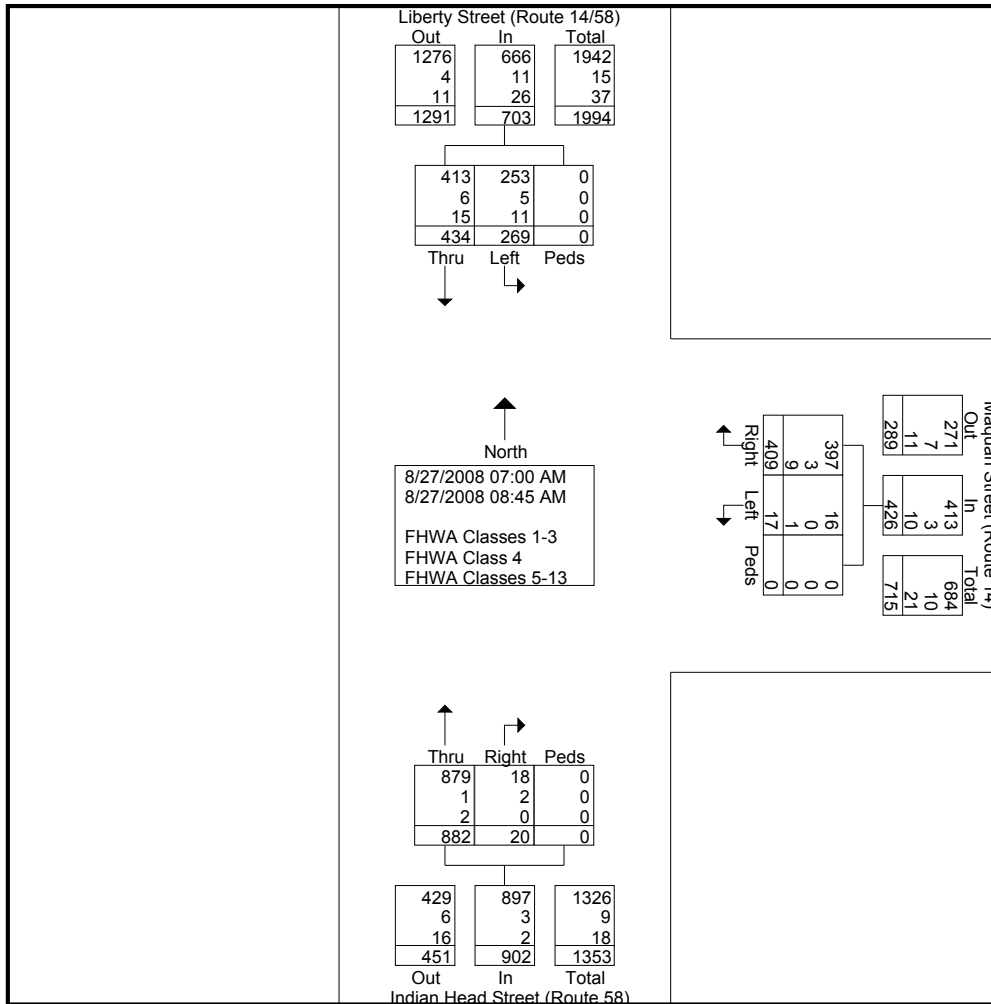 Liberty Street (Route 14/58)
Out In Total
1276 666 1942
4 11 15
11 26 37
1291 703 1994
413 253 0
6 5 0
15 11 0
434 269 0
Thru Left Peds
North
8/27/2008 07:00 AM
8/27/2008 08:45 AM
FHWA Classes 1-3
FHWA Class 4
FHWA Classes 5-13
Maquan Street (Route 14)
Out In Total
271 413 684
7 3 10
11 10 21
289 426 715
397 16 0
3 0 0
9 1 0
409 17 0
Right Left Peds
Thru Right Peds
879 18 0
1 2 0
2 0 0
882 20 0
429 897 1326
6 3 9
16 2 18
451 902 1353
Out In Total
Indian Head Street (Route 58)